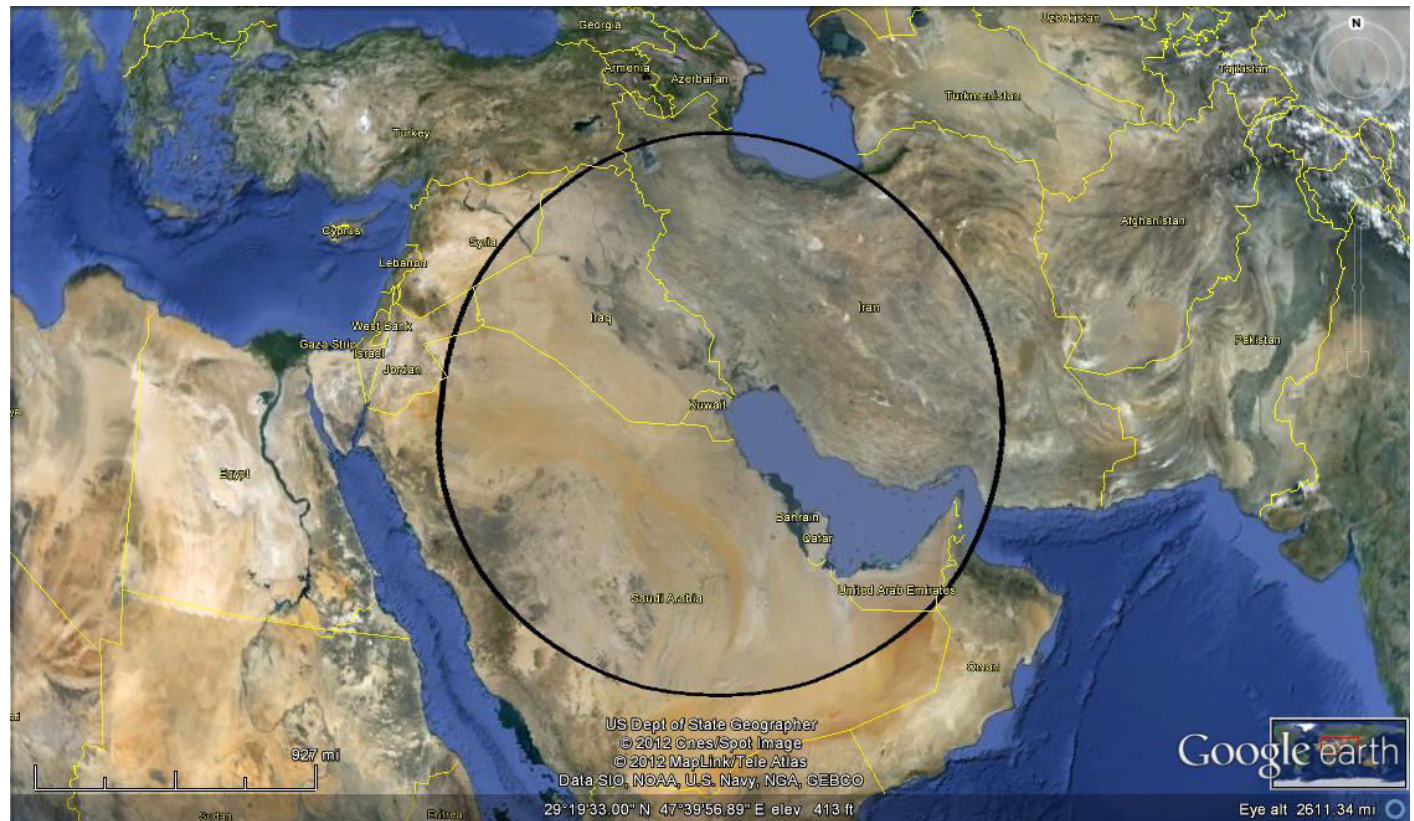 Uzbekistan
N
Georgia
Armenia
Azerbaijan
Tajikistan
Turkmenistan
Turkey
Afghanistan
Cyprus
Syria
Lebanon
Iran
Iraq
West Bank
Gaza Strip
Israel
Jordan
Pakistan
Kuwait
Egypt
Bahrain
Qatar
United Arab Emirates
Saudi Arabia
Oman
US Dept of State Geographer
© 2012 Cnes/Spot Image
© 2012 MapLink/Tele Atlas
Data SIO, NOAA, U.S. Navy, NGA, GEBCO
927 mi
Google earth
Sudan
Eritrea
29°19'33.00" N 47°39'56.89" E elev 413 ft
Eye alt 2611.34 mi